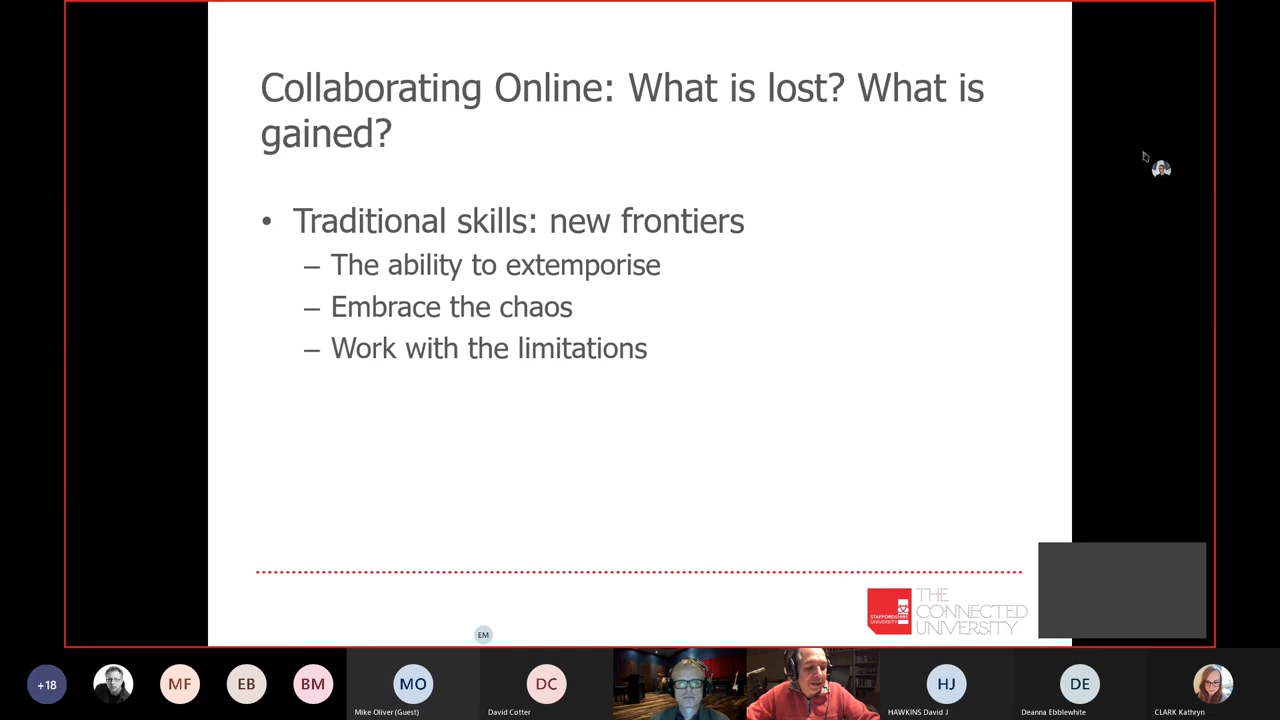 Collaborating Online: What is lost? What is
gained?
• Traditional skills: new frontiers
– The ability to extemporise
– Embrace the chaos
– Work with the limitations
STAFFORDSHIRE
UNIVERSITY
THE
CONNECTED
UNIVERSITY
EM
+18
MF
EB
BM
MO
DC
HJ
DE
Mike Oliver (Guest)
David Cotter
HAWKINS David J
Deanna Ebblewhite
CLARK Kathryn